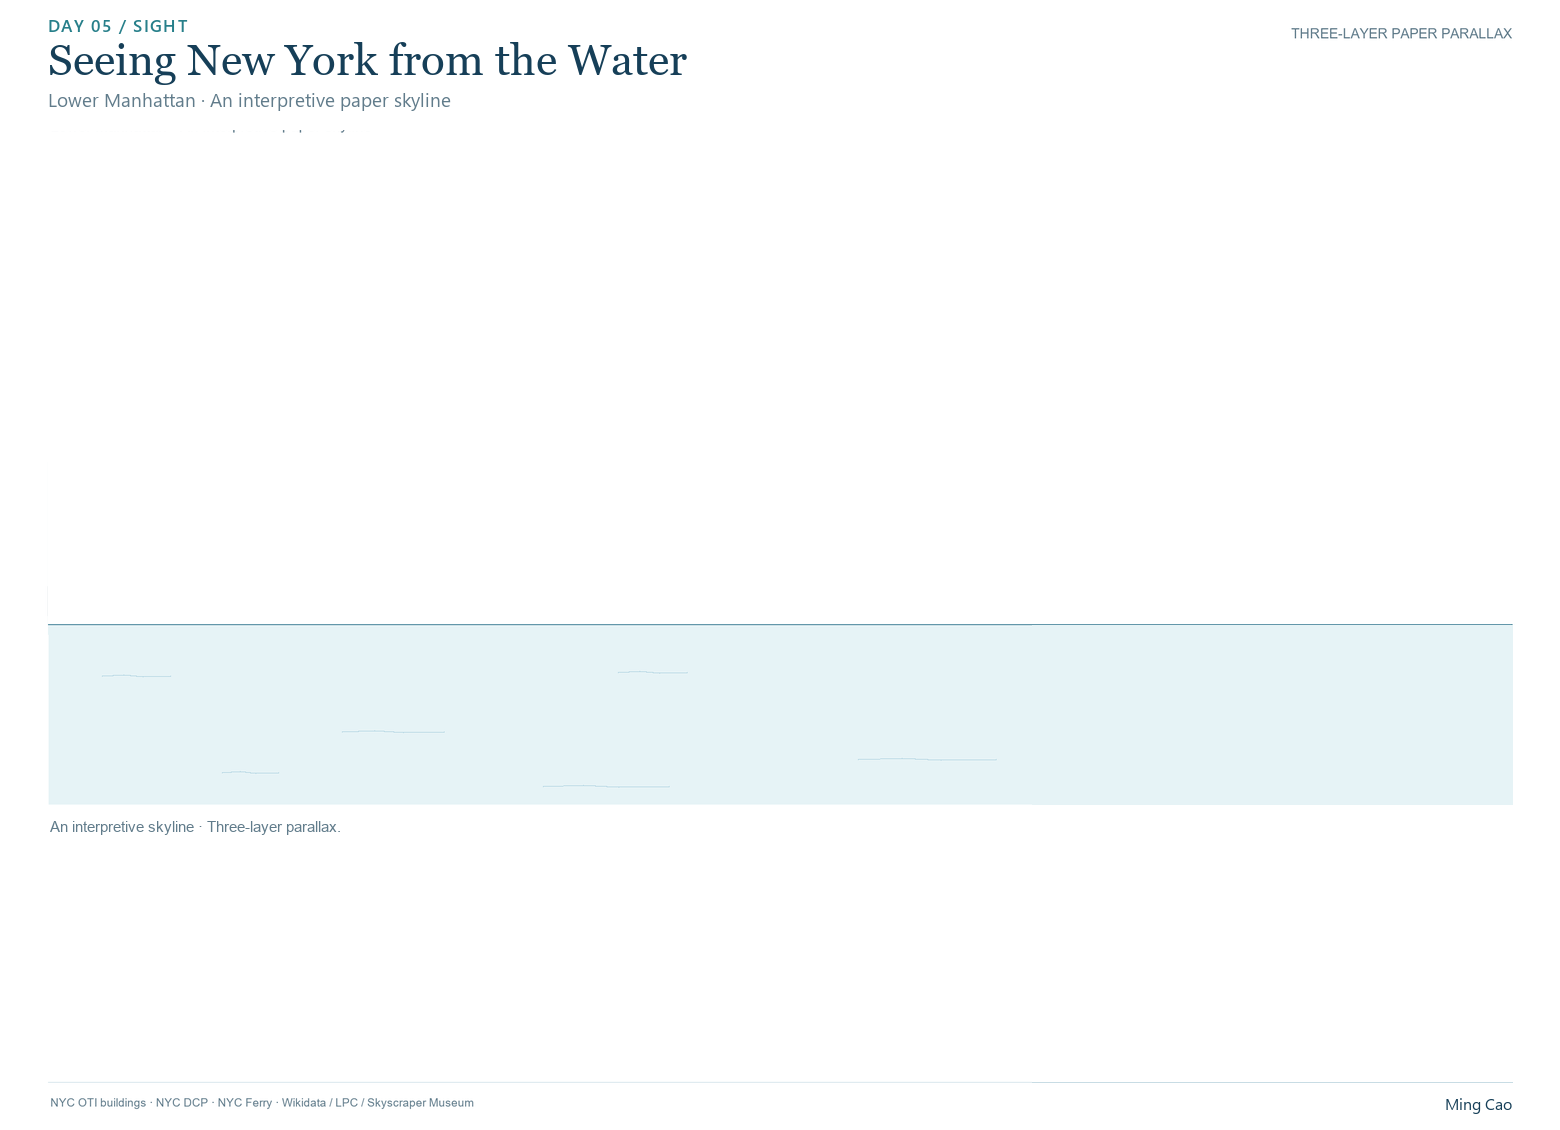 DAY 05 / SIGHT
Seeing New York from the Water
THREE-LAYER PAPER PARALLAX
Lower Manhattan · An interpretive paper skyline
An interpretive skyline · Three-layer parallax.
NYC OTI buildings · NYC DCP · NYC Ferry · Wikidata / LPC / Skyscraper Museum
Ming Cao